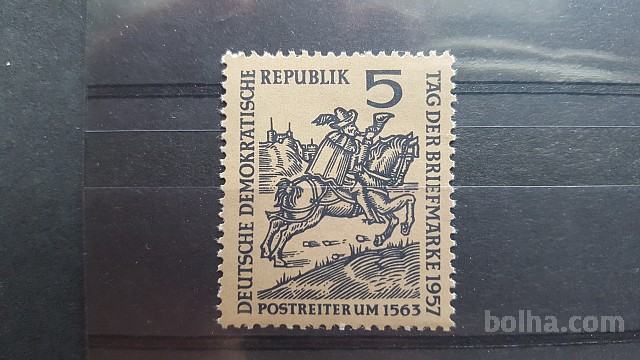 DEUTSCHE DEMOKRATISCHE
REPUBLIK 5
TAG DER BRIEFMARKE 1957
POSTREITER UM 1563
bolha.com